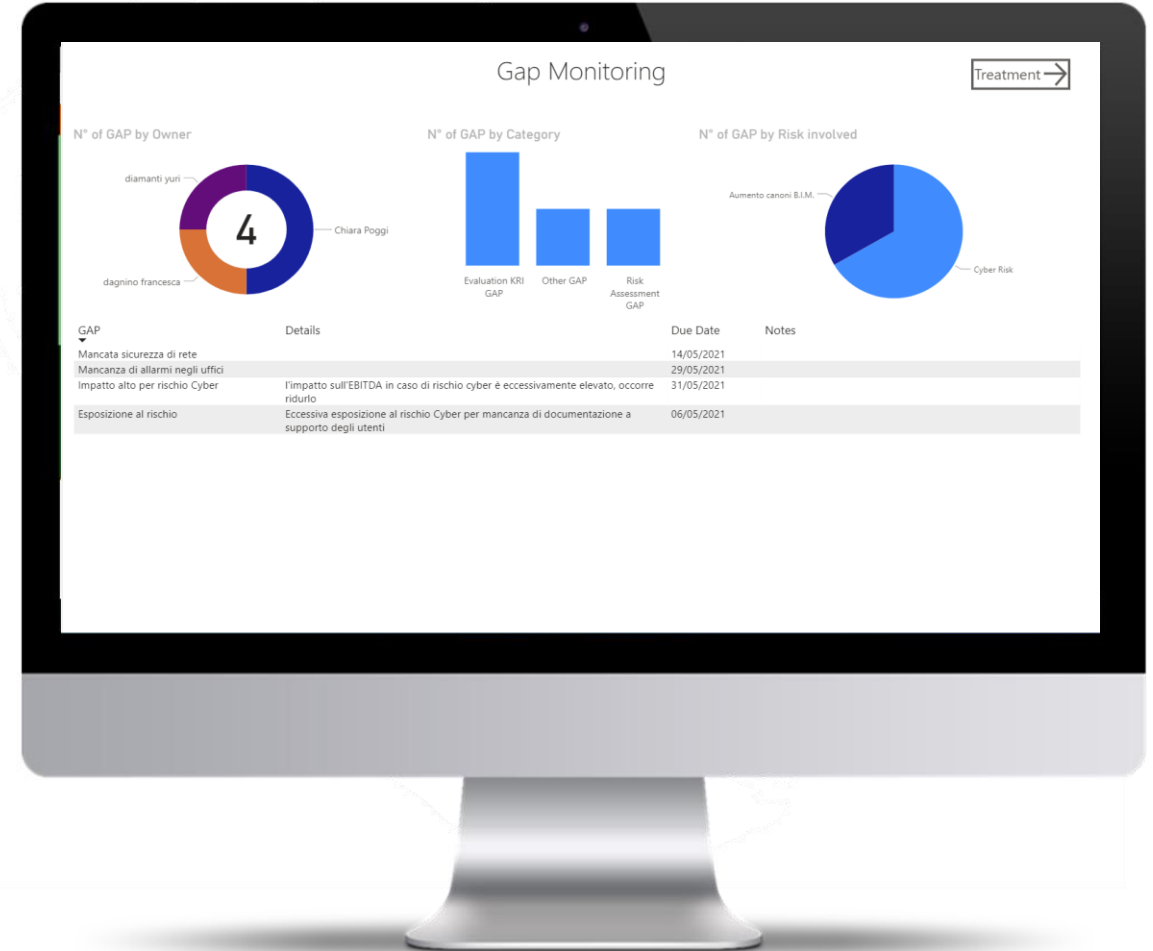 Gap Monitoring
Treatment
N° of GAP by Owner
diamanti yuri
4
Chiara Poggi
dagnino francesca
N° of GAP by Category
Evaluation KRI
GAP
Other GAP
Risk
Assessment
GAP
N° of GAP by Risk involved
Aumento canoni B.I.M.
Cyber Risk
GAP Details Due Date Notes
Mancata sicurezza di rete 14/05/2021
Mancanza di allarmi negli uffici 29/05/2021
Impatto alto per rischio Cyber l'impatto sull'EBITDA in caso di rischio cyber è eccessivamente elevato, occorre 31/05/2021
ridurlo
Esposizione al rischio Eccessiva esposizione al rischio Cyber per mancanza di documentazione a 06/05/2021
supporto degli utenti